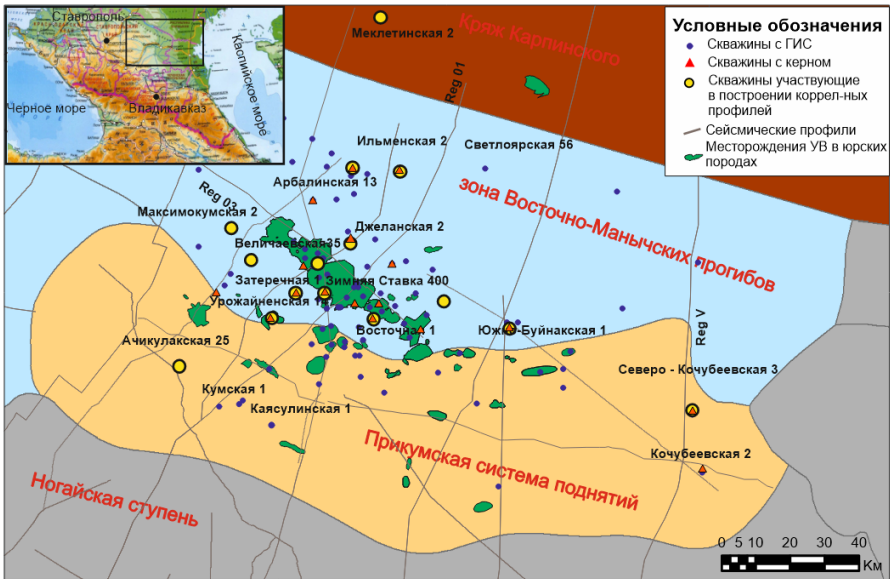 Ставрополь
Каспийское море
Черное море
Владикавказ
Меклетинская 2
Кряж Карпинского
Условные обозначения
Скважины с ГИС
Скважины с керном
Скважины участвующие
в построении коррел-ных
профилей
Сейсмические профили
Месторождения УВ в юрских
породах
Reg 01
Ильменская 2
Светлоярская 56
Арбалинская 13
Reg 03
зона Восточно-Манычских прогибов
Максимокумская 2
Джеланская 2
Величаевская35
Затеречная 1
Зимняя Ставка 400
Урожайненская 14
Восточная 1
Южно-Буйнакская 1
Reg V
Ачикулакская 25
Северо - Кочубеевская 3
Кумская 1
Каясулинская 1
Прикумская система поднятий
Кочубеевская 2
Ногайская ступень
0 5 10 20 30 40
Км